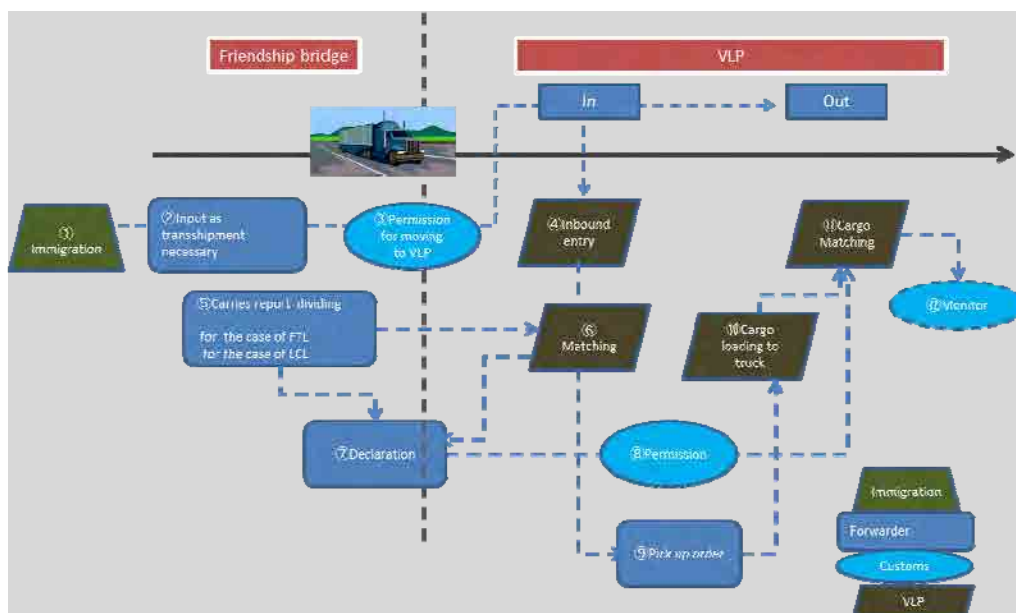 Friendship bridge
VLP
In
Out
①
Immigration
②Input as
transshipment
necessary
③Permission
for moving
to VLP
④Inbound
entry
⑪Cargo
Matching
⑤Carries report dividing
for the case of FTL
for the case of LCL
⑥
Matching
⑩Cargo
loading to
truck
⑫Monitor
⑦Declaration
⑧Permission
⑨Pick up order
Immigration
Forwarder
Customs
VLP